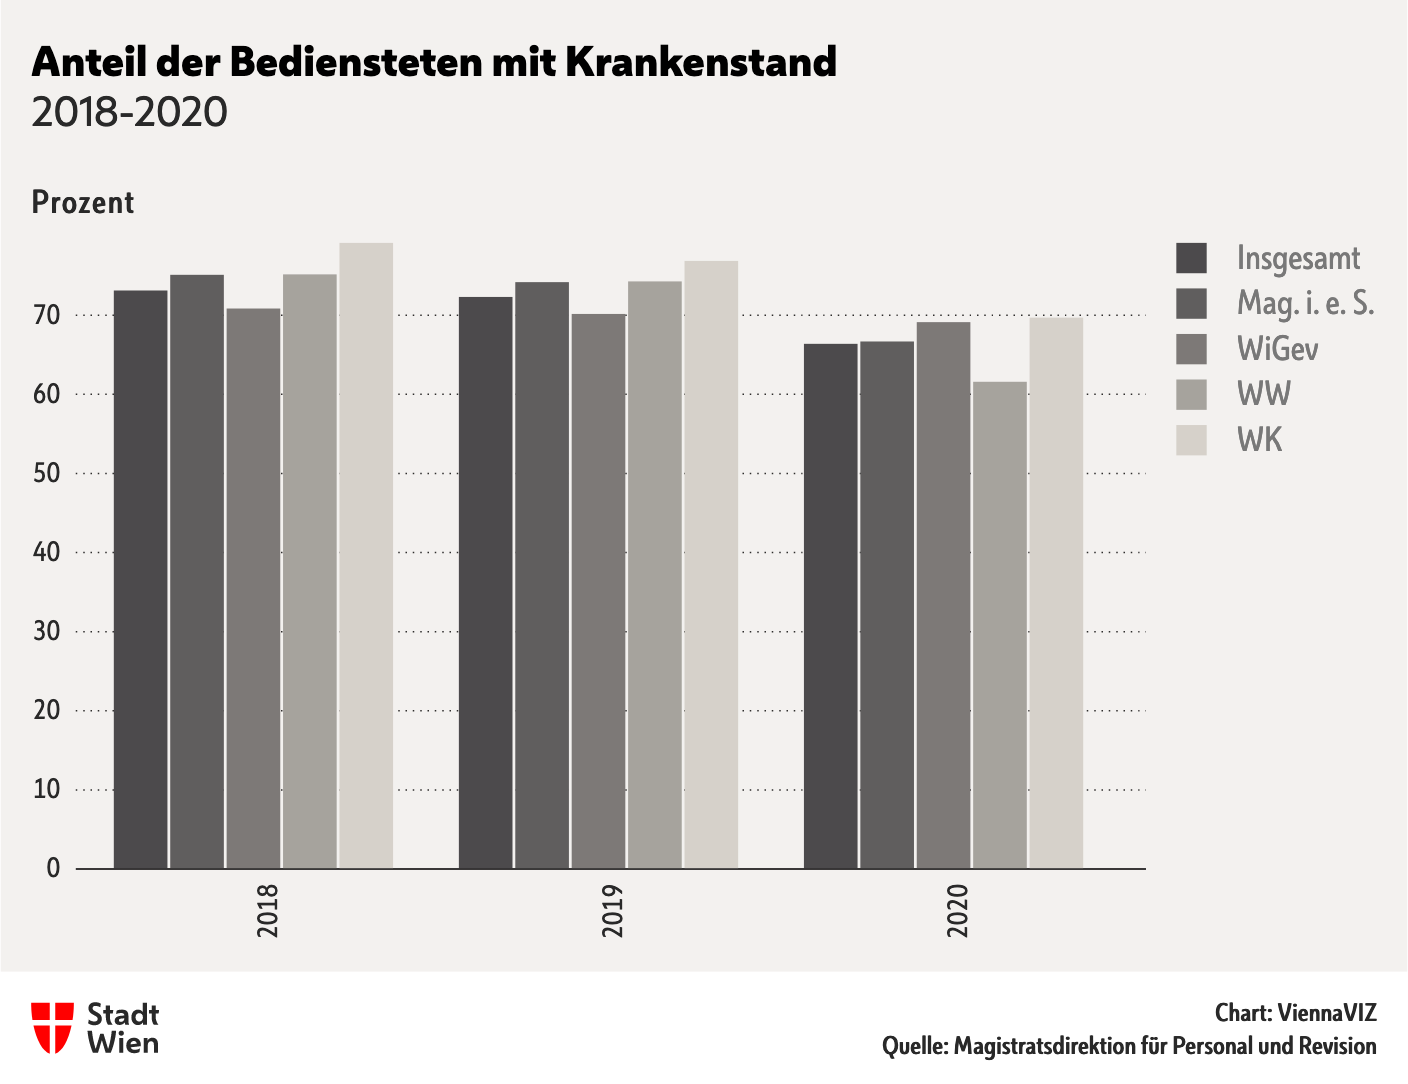 Anteil der Bediensteten mit Krankenstand
2018-2020
Prozent
70
60
50
40
30
20
10
0
2018
2019
2020
Insgesamt
Mag. i. e. S.
WiGev
WW
WK
Stadt
Wien
Chart: ViennaVIZ
Quelle: Magistratsdirektion für Personal und Revision